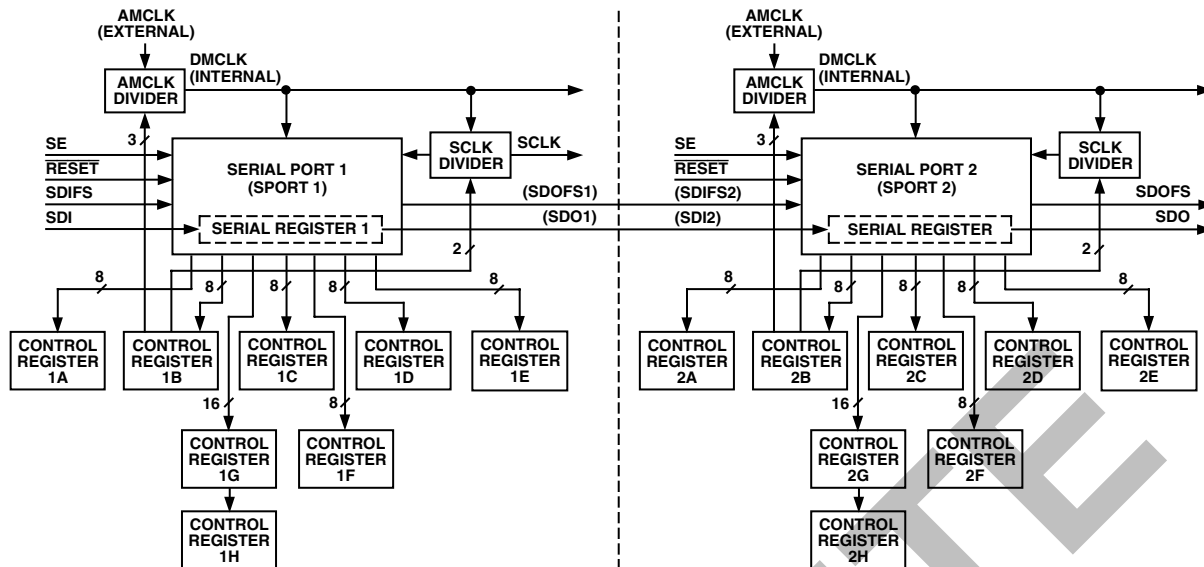 AMCLK
(EXTERNAL)
DMCLK
(INTERNAL)
AMCLK
DIVIDER
3
SE
RESET
SDIFS
SDI
SERIAL PORT 1
(SPORT 1)
SERIAL REGISTER 1
SCLK
DIVIDER
SCLK
2
(SDOFS1)
(SDO1)
8
8
8
8
8
CONTROL
REGISTER
1A
CONTROL
REGISTER
1B
CONTROL
REGISTER
1C
CONTROL
REGISTER
1D
CONTROL
REGISTER
1E
16
8
CONTROL
REGISTER
1G
CONTROL
REGISTER
1F
CONTROL
REGISTER
1H
AMCLK
(EXTERNAL)
DMCLK
(INTERNAL)
AMCLK
DIVIDER
3
SE
RESET
(SDIFS2)
(SDI2)
SERIAL PORT 2
(SPORT 2)
SERIAL REGISTER
SCLK
DIVIDER
2
SDOFS
SDO
8
8
8
8
8
CONTROL
REGISTER
2A
CONTROL
REGISTER
2B
CONTROL
REGISTER
2C
CONTROL
REGISTER
2D
CONTROL
REGISTER
2E
16
8
CONTROL
REGISTER
2G
CONTROL
REGISTER
2F
CONTROL
REGISTER
2H
TE